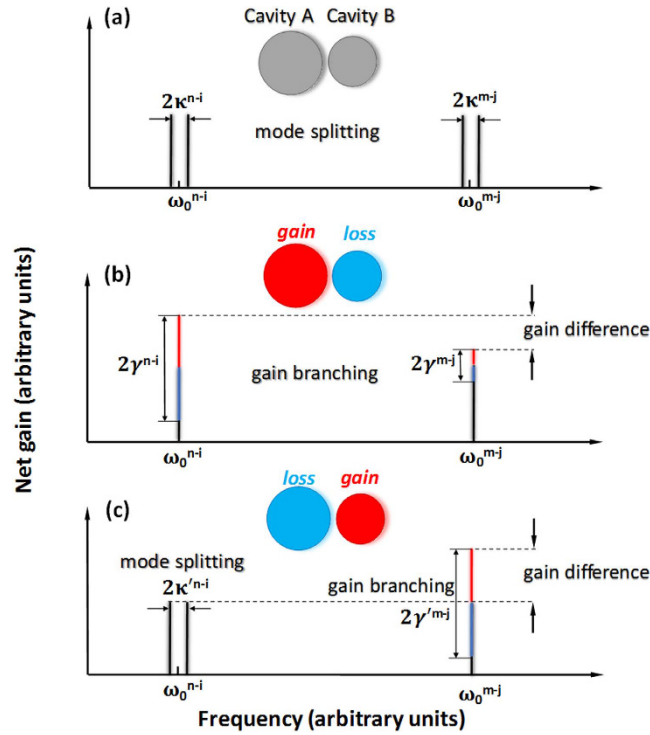 (a)
Cavity A Cavity B
2κⁿ⁻ⁱ
2κᵐ⁻ʲ
mode splitting
ω₀ⁿ⁻ⁱ
ω₀ᵐ⁻ʲ
(b)
gain loss
gain difference
2γⁿ⁻ⁱ
2γᵐ⁻ʲ
gain branching
ω₀ⁿ⁻ⁱ
ω₀ᵐ⁻ʲ
Net gain (arbitrary units)
(c)
loss gain
mode splitting
gain branching
gain difference
2κ′ⁿ⁻ⁱ
2γ′ᵐ⁻ʲ
ω₀ⁿ⁻ⁱ
ω₀ᵐ⁻ʲ
Frequency (arbitrary units)